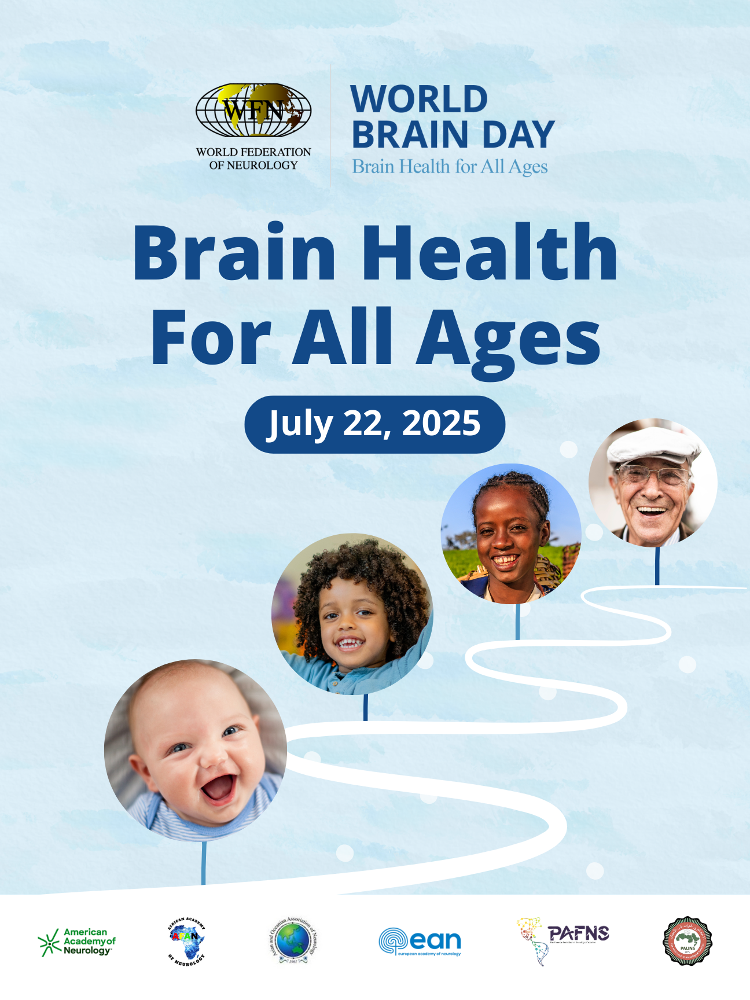 WFN
WORLD FEDERATION
OF NEUROLOGY
WORLD
BRAIN DAY
Brain Health for All Ages
Brain Health
For All Ages
July 22, 2025
American
Academy of
Neurology
AFRICAN ACADEMY
AFAN
OF NEUROLOGY
Asian and Oceanian Association of Neurology
1961
ean
european academy of neurology
PAFNS
PAUNS